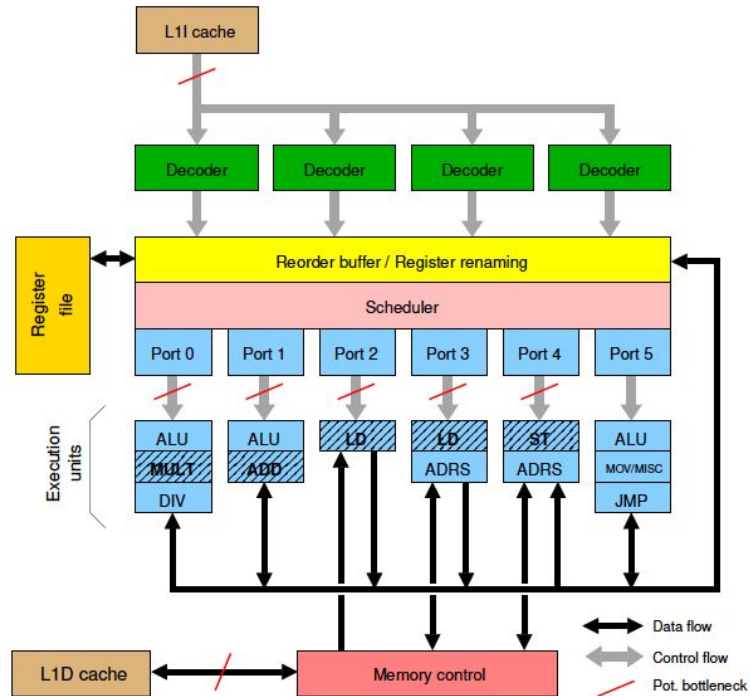 L1I cache
Decoder
Decoder
Decoder
Decoder
Register
file
Reorder buffer / Register renaming
Scheduler
Port 0
Port 1
Port 2
Port 3
Port 4
Port 5
Execution
units
ALU
MULT
DIV
ALU
ADD
LD
LD
ADRS
ST
ADRS
ALU
MOV/MISC
JMP
L1D cache
Memory control
Data flow
Control flow
Pot. bottleneck